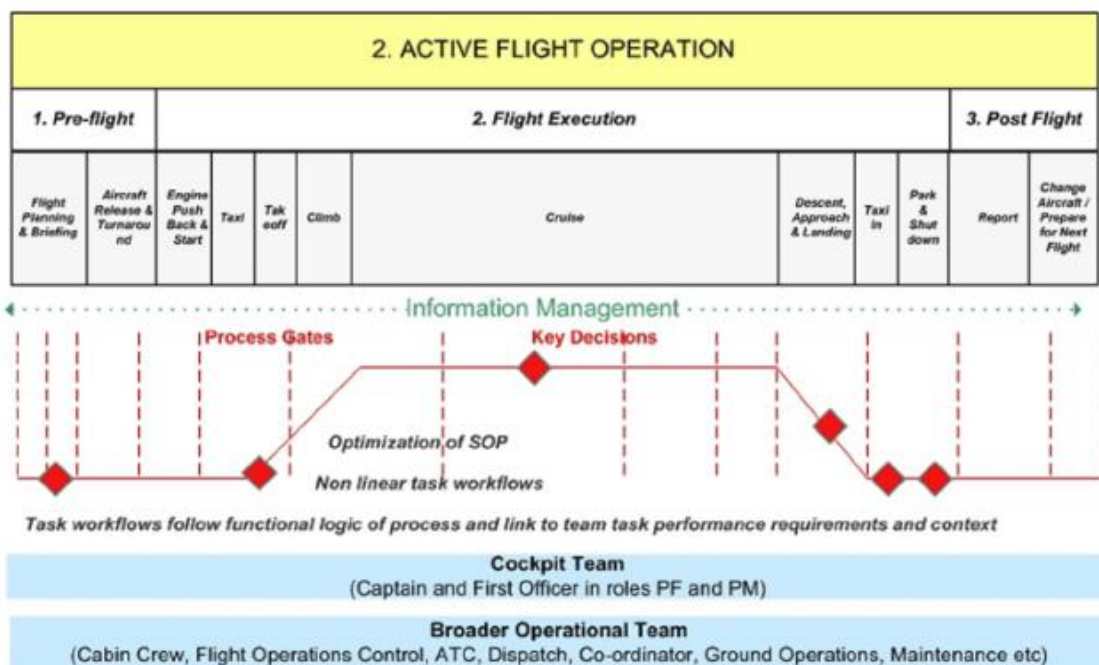 2. ACTIVE FLIGHT OPERATION
1. Pre-flight
2. Flight Execution
3. Post Flight
Flight
Planning
& Briefing
Aircraft
Release &
Turnarou
nd
Engine
Push
Back &
Start
Taxi
Tak
eoff
Climb
Cruise
Descent,
Approach
& Landing
Taxi
in
Park
&
Shut
down
Report
Change
Aircraft /
Prepare
for Next
Flight
Information Management
Process Gates
Key Decisions
Optimization of SOP
Non linear task workflows
Task workflows follow functional logic of process and link to team task performance requirements and context
Cockpit Team
(Captain and First Officer in roles PF and PM)
Broader Operational Team
(Cabin Crew, Flight Operations Control, ATC, Dispatch, Co-ordinator, Ground Operations, Maintenance etc)